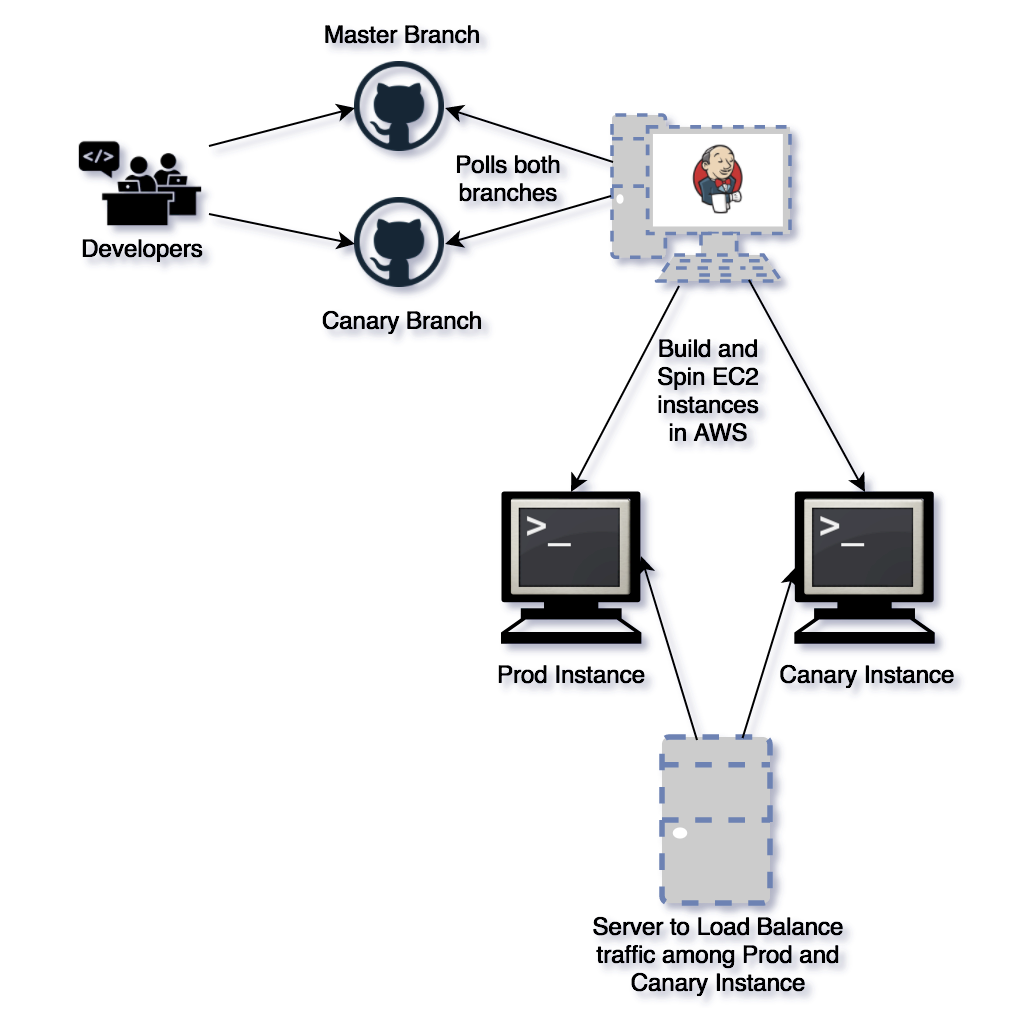 Master Branch
</>
Polls both
branches
Developers
Canary Branch
Build and
Spin EC2
instances
in AWS
>_
>_
Prod Instance
Canary Instance
Server to Load Balance
traffic among Prod and
Canary Instance